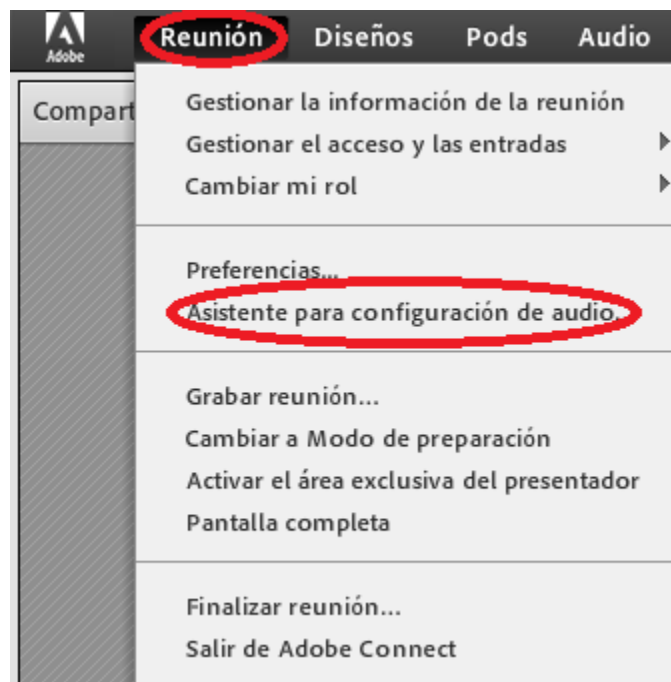 Adobe
Reunión Diseños Pods Audio
Compart
Gestionar la información de la reunión
Gestionar el acceso y las entradas
Cambiar mi rol
Preferencias...
Asistente para configuración de audio.
Grabar reunión...
Cambiar a Modo de preparación
Activar el área exclusiva del presentador
Pantalla completa
Finalizar reunión...
Salir de Adobe Connect